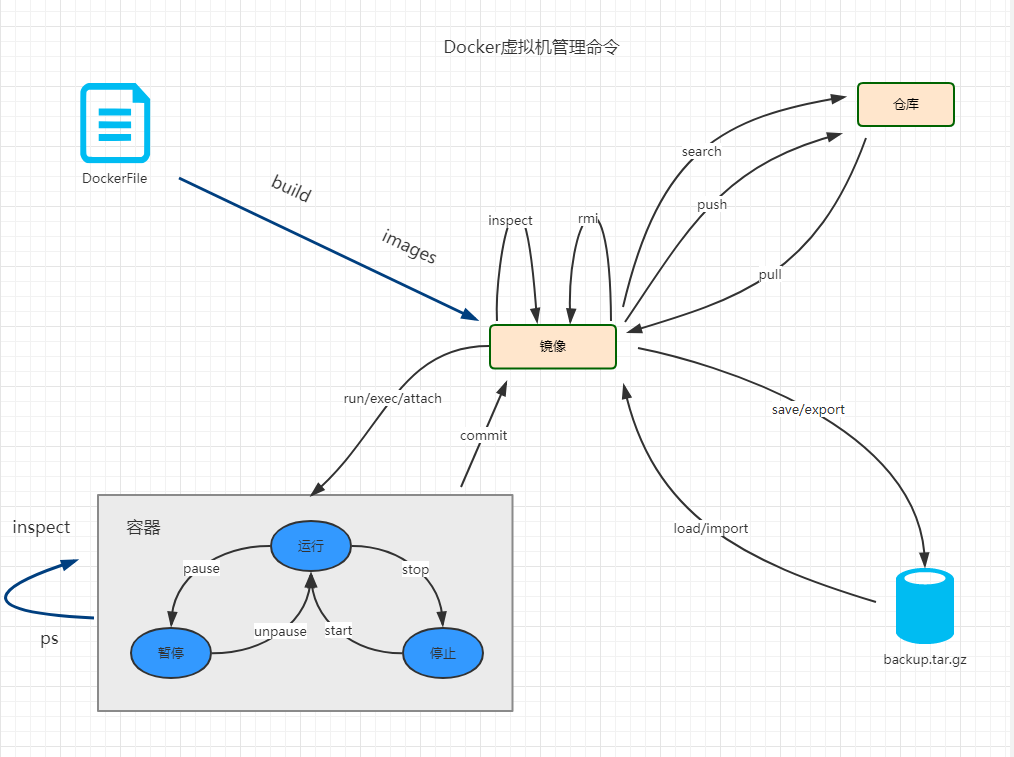 Docker虚拟机管理命令
仓库
search
DockerFile
build
push
inspect
rmi
images
pull
镜像
run/exec/attach
save/export
commit
inspect
容器
load/import
运行
pause
stop
unpause
start
ps
暂停
停止
backup.tar.gz